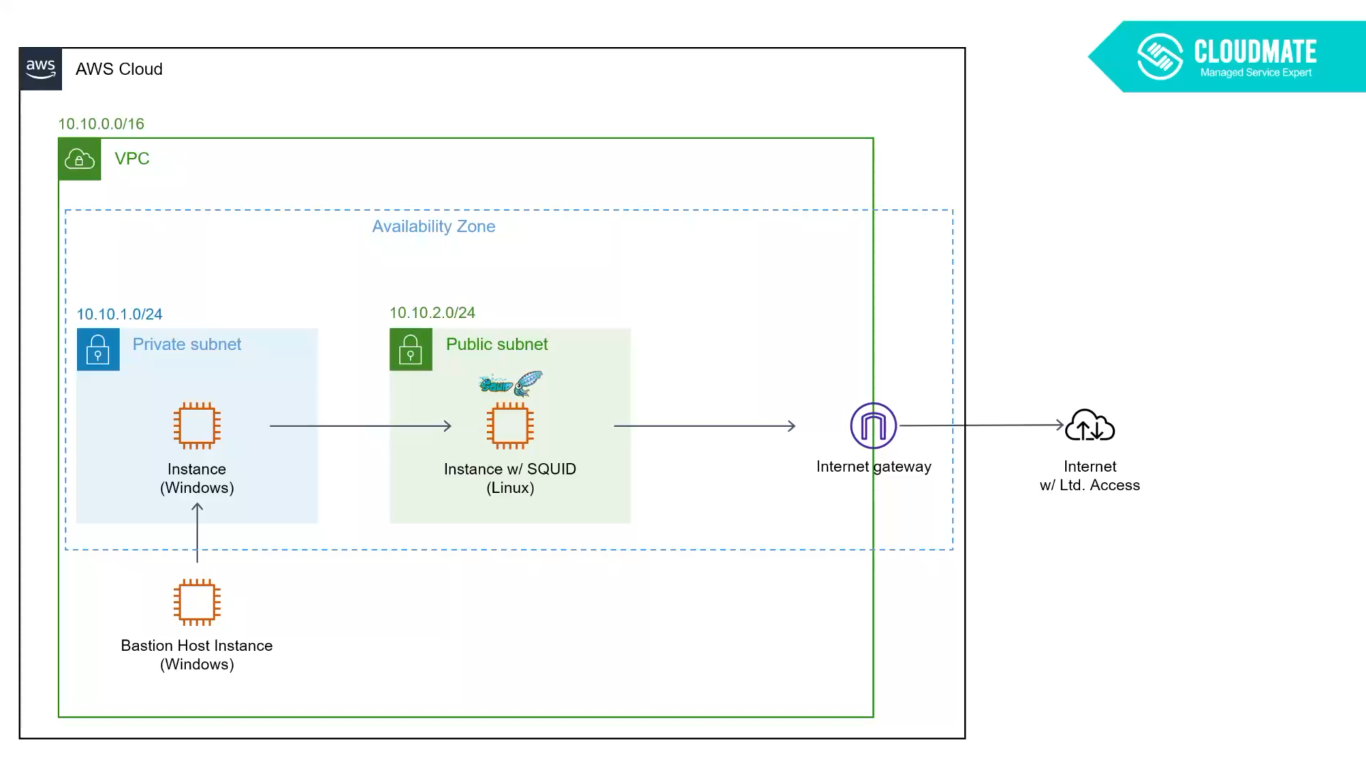 CLOUDMATE
Managed Service Expert
aws
AWS Cloud
10.10.0.0/16
VPC
Availability Zone
10.10.1.0/24
Private subnet
Instance
(Windows)
10.10.2.0/24
Public subnet
SQUID
Instance w/ SQUID
(Linux)
Internet gateway
Internet
w/ Ltd. Access
Bastion Host Instance
(Windows)